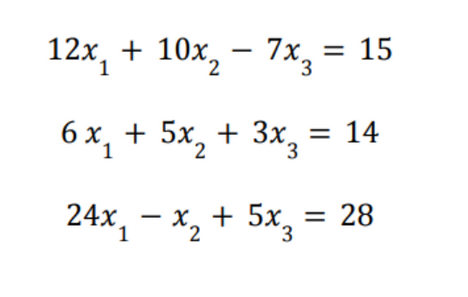 12x₁ + 10x₂ − 7x₃ = 15
6 x₁ + 5x₂ + 3x₃ = 14
24x₁ − x₂ + 5x₃ = 28